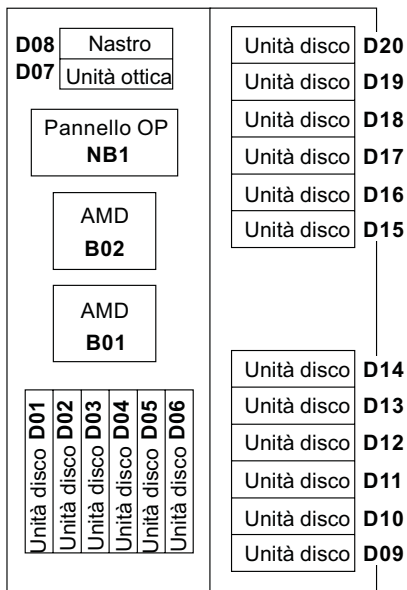 D08 Nastro
D07 Unità ottica
Pannello OP
NB1
AMD
B02
AMD
B01
Unità disco D01
Unità disco D02
Unità disco D03
Unità disco D04
Unità disco D05
Unità disco D06
Unità disco D20
Unità disco D19
Unità disco D18
Unità disco D17
Unità disco D16
Unità disco D15
Unità disco D14
Unità disco D13
Unità disco D12
Unità disco D11
Unità disco D10
Unità disco D09